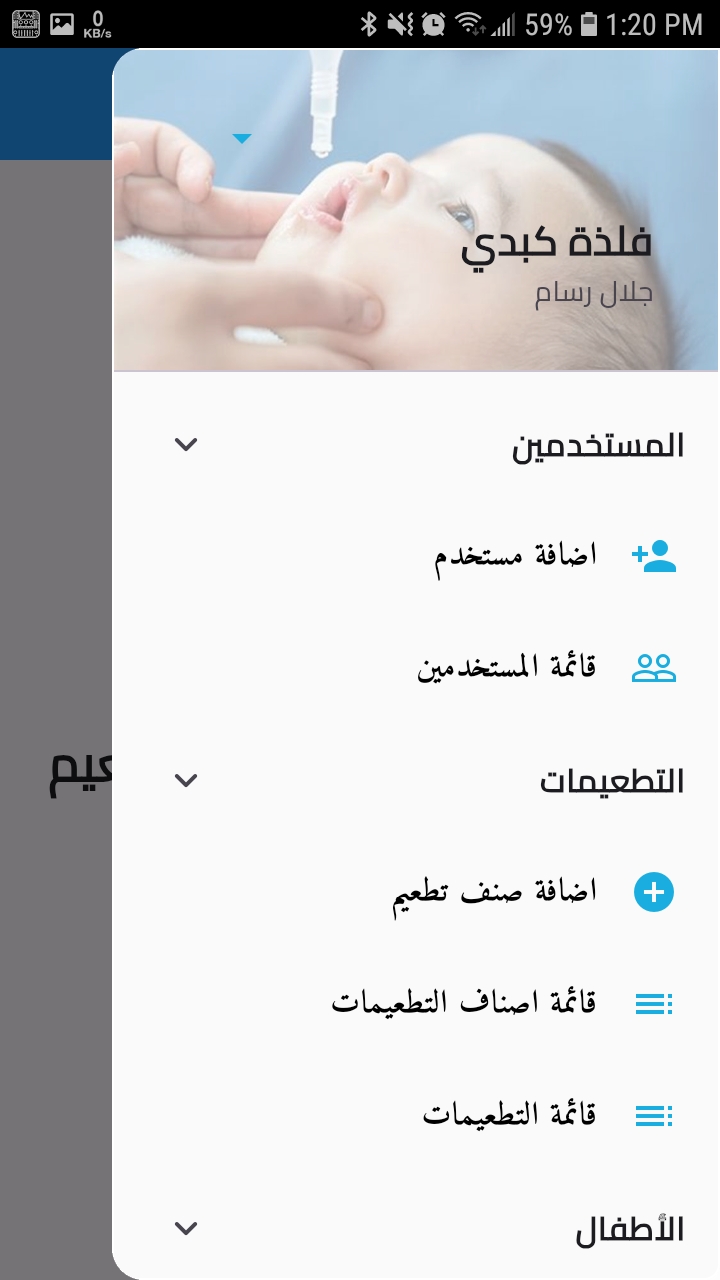 0
KB/s
59% 1:20 PM
فلذة كبدي
جلال رسام
المستخدمين
اضافة مستخدم
قائمة المستخدمين
التطعيمات
عيم
اضافة صنف تطعيم
قائمة اصناف التطعيمات
قائمة التطعيمات
الأطفال